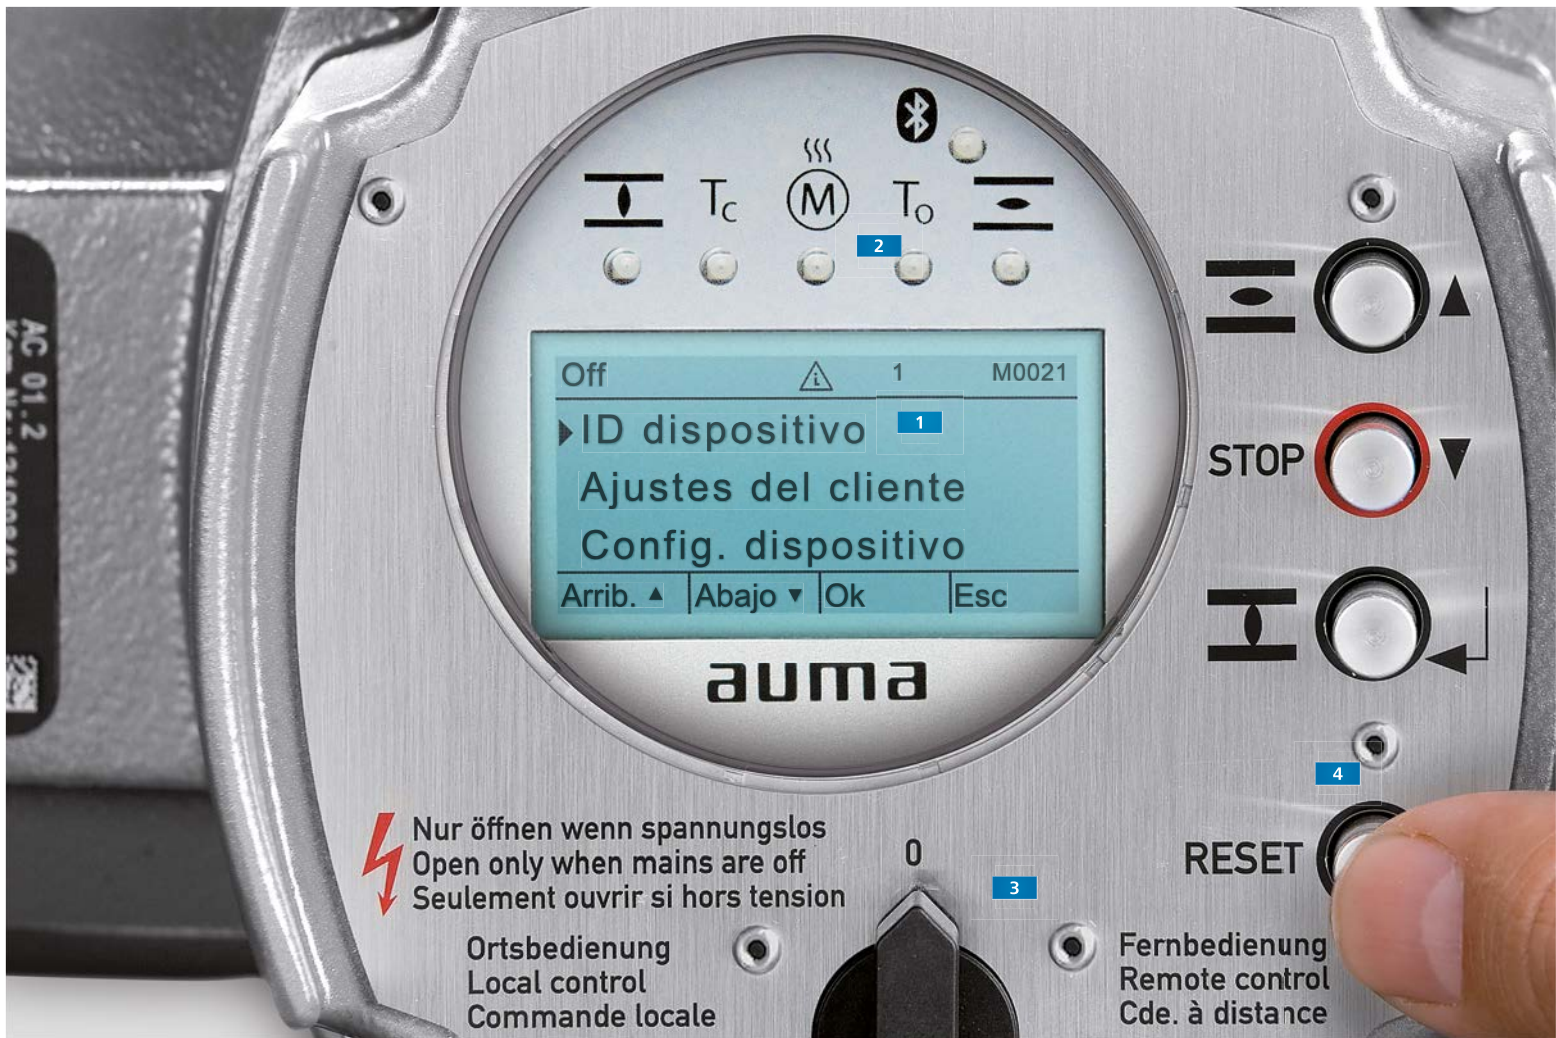 Tc
M
To
2
Off
1
M0021
ID dispositivo
1
Ajustes del cliente
Config. dispositivo
Arrib. ▲
Abajo ▼
Ok
Esc
auma
STOP
4
RESET
Nur öffnen wenn spannungslos
Open only when mains are off
Seulement ouvrir si hors tension
0
3
Ortsbedienung
Local control
Commande locale
Fernbedienung
Remote control
Cde. à distance
AC 01.2